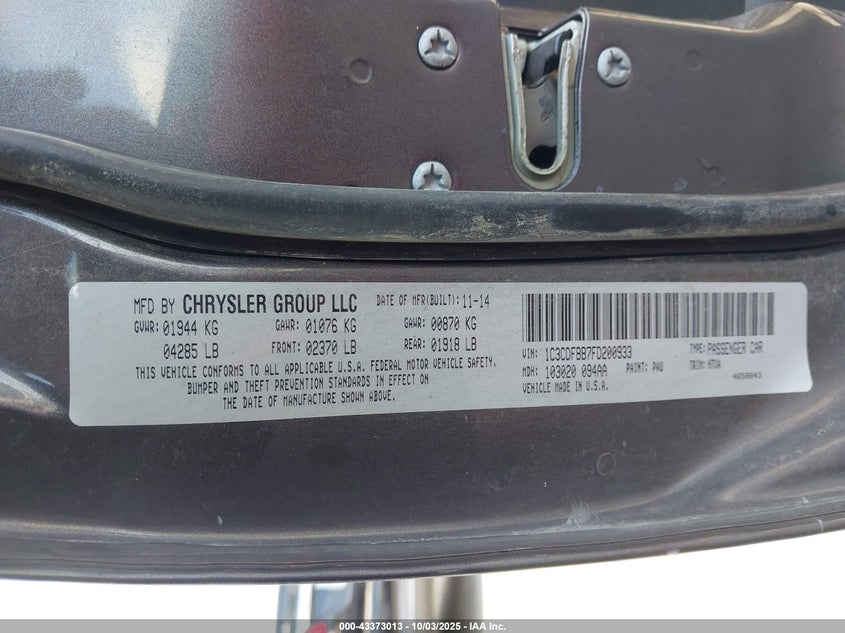 MFD BY CHRYSLER GROUP LLC DATE OF MFR(BUILT): 11-14
GVWR: 01944 KG GAWR: 01076 KG GAWR: 00870 KG
04285 LB FRONT: 02370 LB REAR: 01918 LB
THIS VEHICLE CONFORMS TO ALL APPLICABLE U.S.A. FEDERAL MOTOR VEHICLE SAFETY,
BUMPER AND THEFT PREVENTION STANDARDS IN EFFECT ON
THE DATE OF MANUFACTURE SHOWN ABOVE.
VIN: 1C3CDFBB7FD200933 TYPE: PASSENGER CAR
MDH: 103020 094AA PAINT: PAU TRIM: H7DA
VEHICLE MADE IN U.S.A. 4658843
000-43373013 - 10/03/2025 - IAA, Inc.